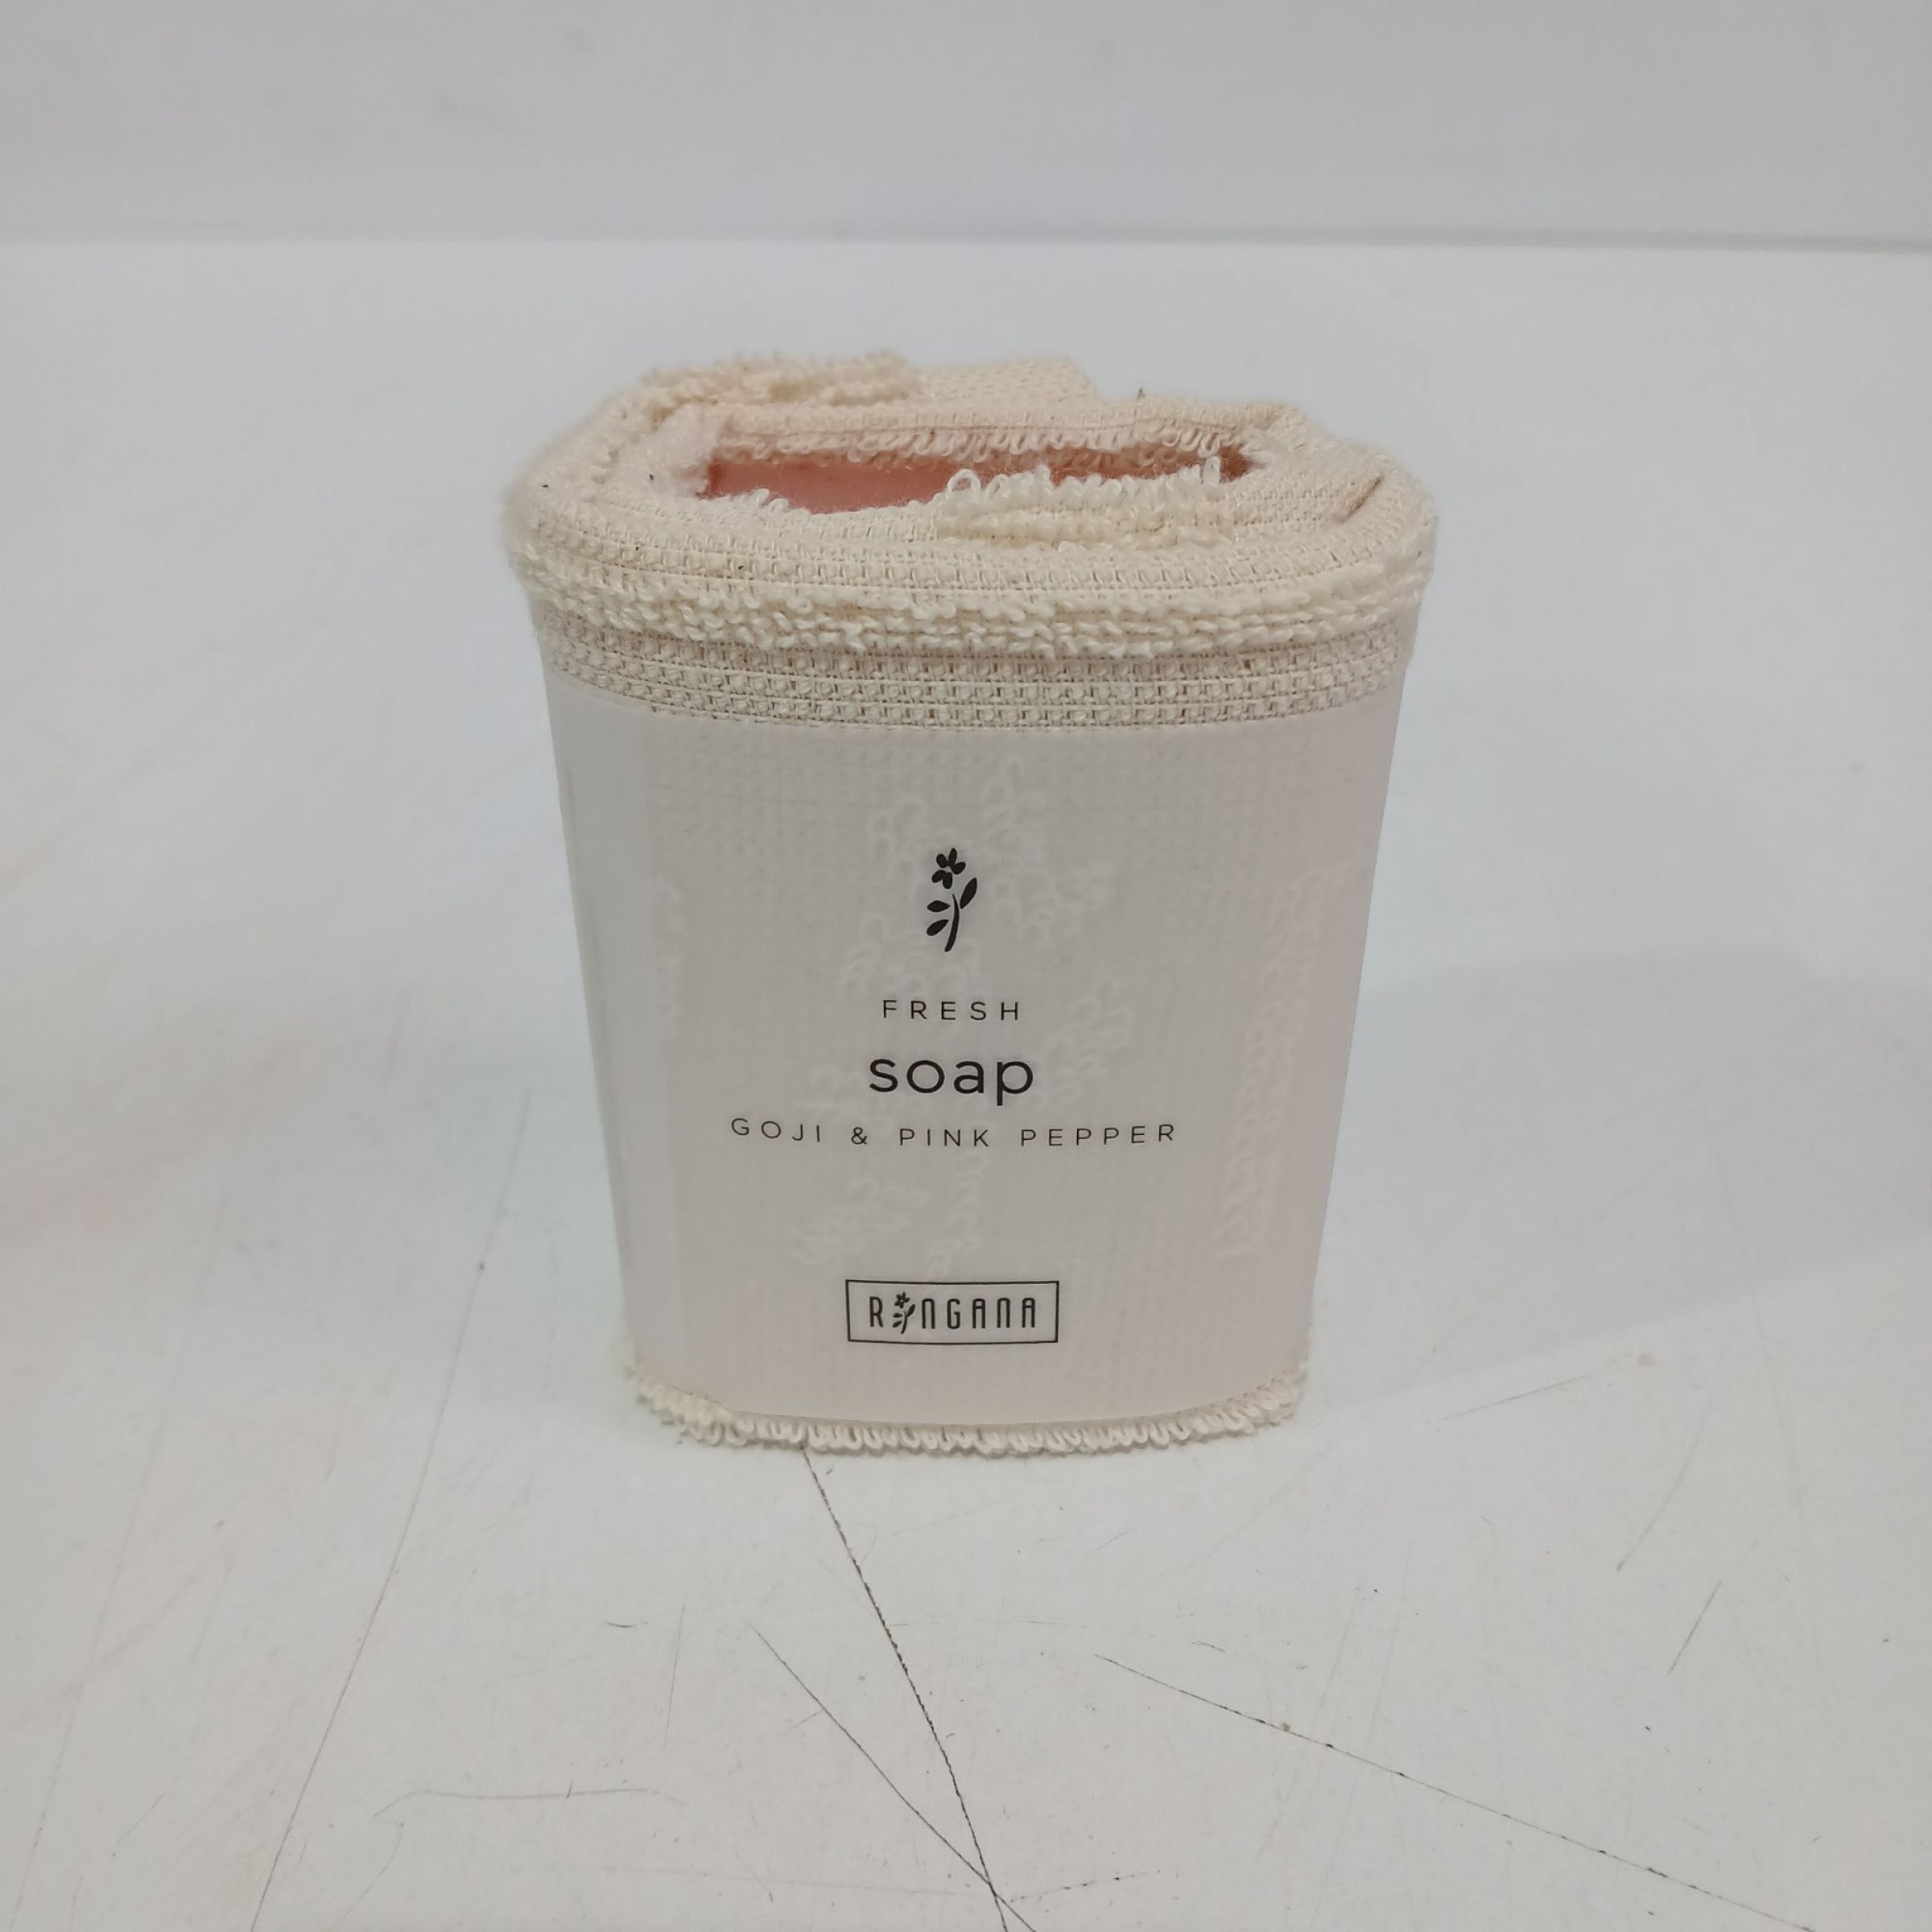 FRESH
soap
GOJI & PINK PEPPER
RINGANA